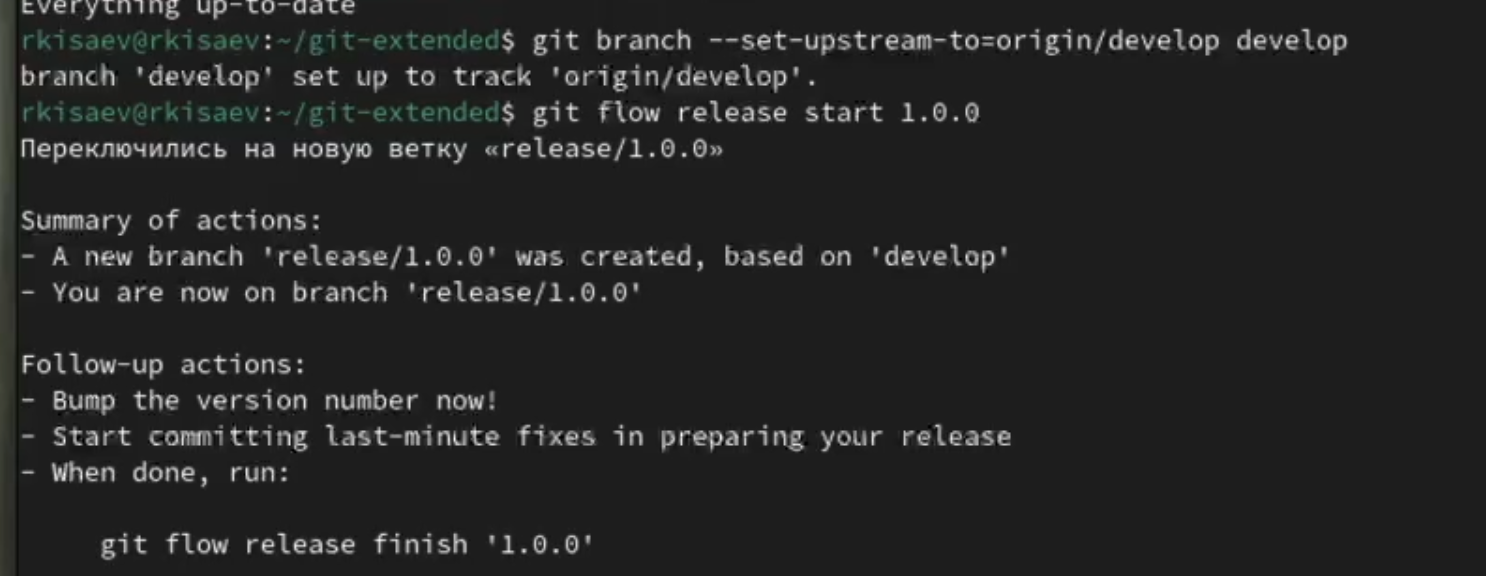 Everything up-to-date
rkisaev@rkisaev:~/git-extended$ git branch --set-upstream-to=origin/develop develop
branch 'develop' set up to track 'origin/develop'.
rkisaev@rkisaev:~/git-extended$ git flow release start 1.0.0
Переключились на новую ветку «release/1.0.0»
Summary of actions:
- A new branch 'release/1.0.0' was created, based on 'develop'
- You are now on branch 'release/1.0.0'
Follow-up actions:
- Bump the version number now!
- Start committing last-minute fixes in preparing your release
- When done, run:
git flow release finish '1.0.0'